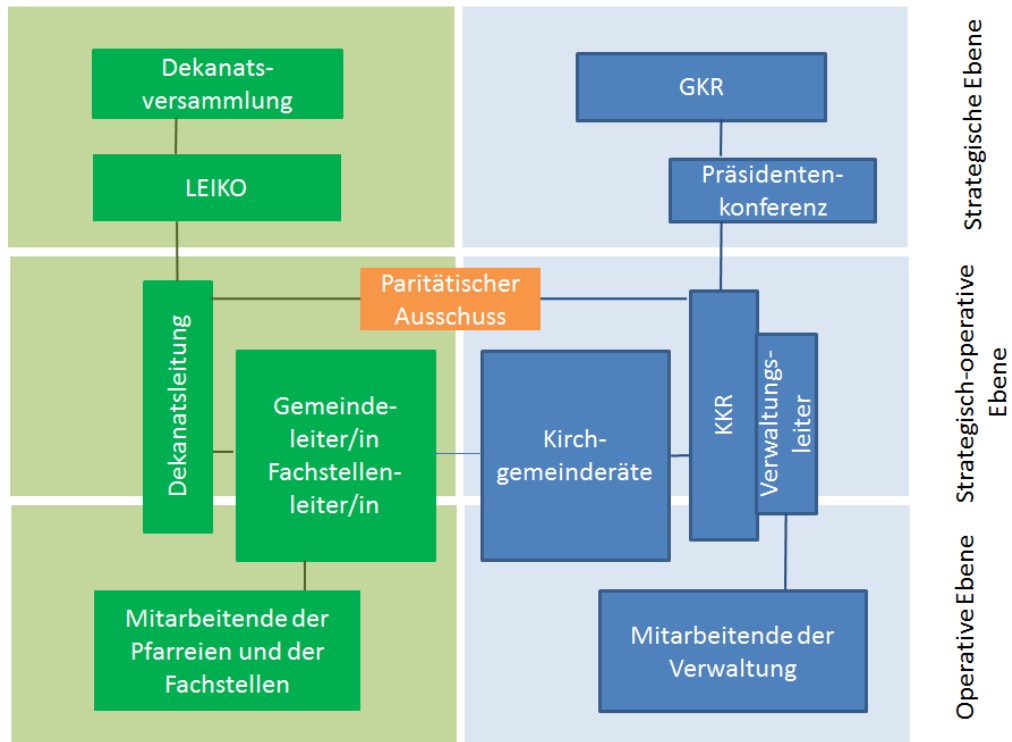 Dekanats-
versammlung
GKR
Strategische Ebene
LEIKO
Präsidenten-
konferenz
Paritätischer
Ausschuss
Dekanatsleitung
Gemeinde-
leiter/in
Fachstellen-
leiter/in
Kirch-
gemeinderäte
KKR
Verwaltungs-
leiter
Strategisch-operative
Ebene
Mitarbeitende der
Pfarreien und der
Fachstellen
Mitarbeitende der
Verwaltung
Operative Ebene